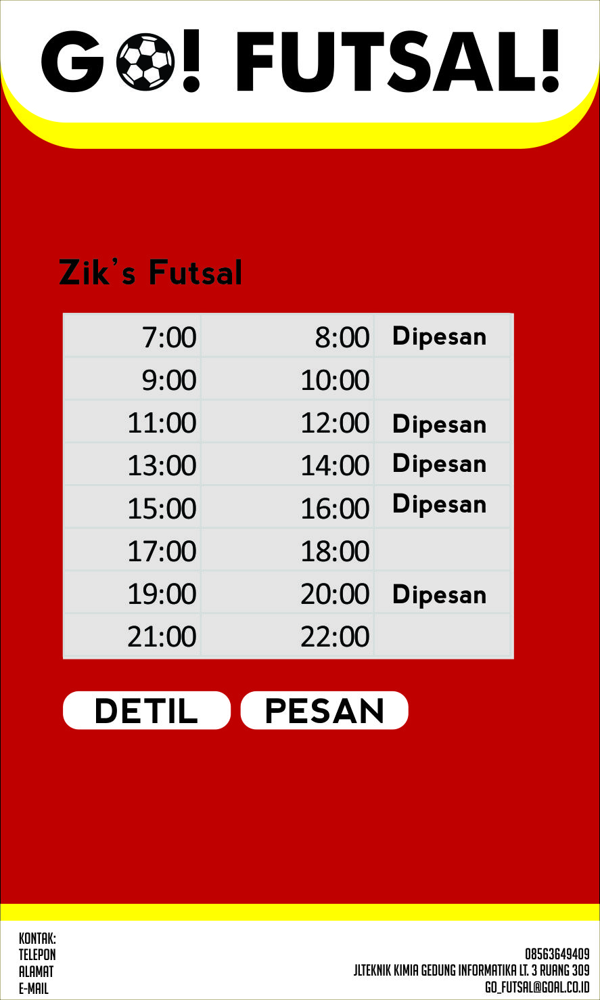 GO! FUTSAL!
Zik's Futsal
7:00 8:00 Dipesan
9:00 10:00
11:00 12:00 Dipesan
13:00 14:00 Dipesan
15:00 16:00 Dipesan
17:00 18:00
19:00 20:00 Dipesan
21:00 22:00
DETIL PESAN
KONTAK:
TELEPON 08563649409
ALAMAT JLTEKNIK KIMIA GEDUNG INFORMATIKA LT. 3 RUANG 309
E-MAIL GO_FUTSAL@GOAL.CO.ID